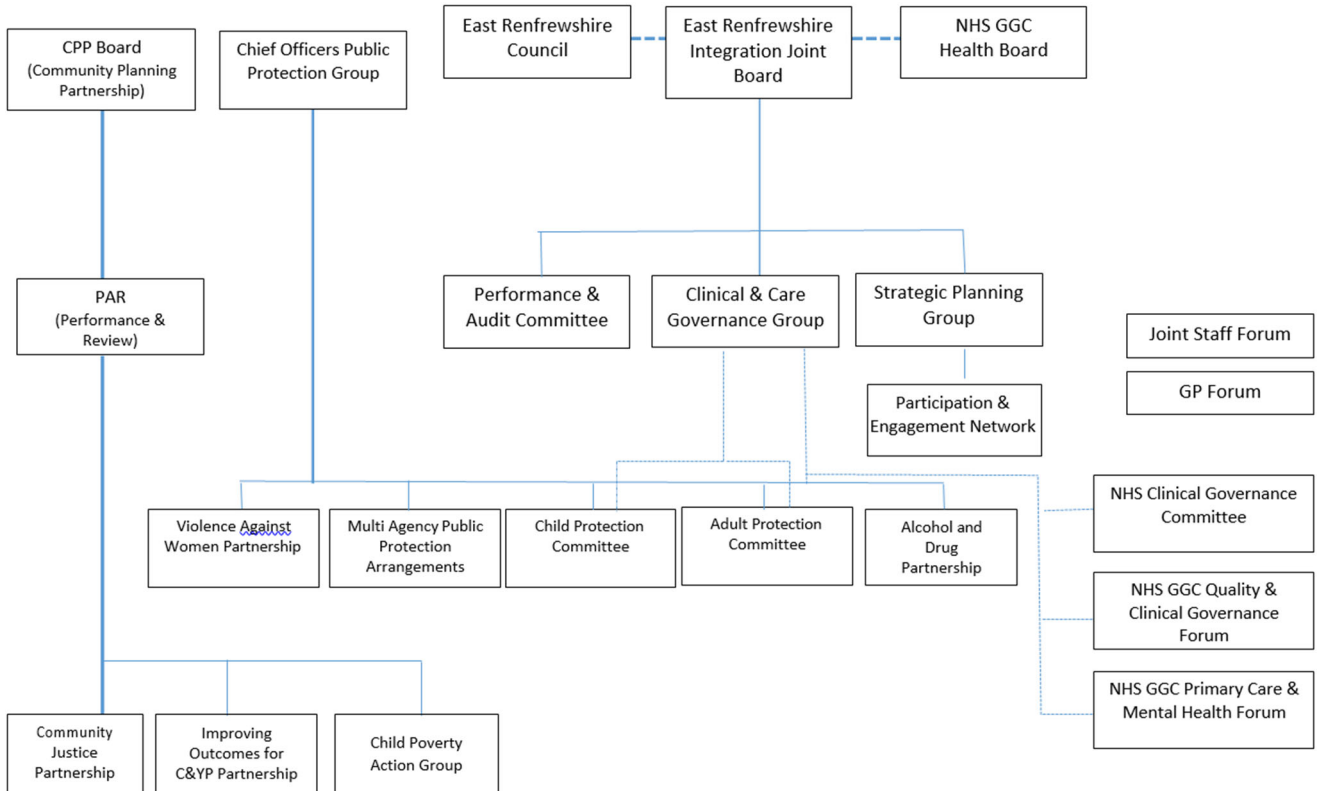 CPP Board
(Community Planning
Partnership)
Chief Officers Public
Protection Group
East Renfrewshire
Council
East Renfrewshire
Integration Joint
Board
NHS GGC
Health Board
PAR
(Performance &
Review)
Performance &
Audit Committee
Clinical & Care
Governance Group
Strategic Planning
Group
Joint Staff Forum
GP Forum
Participation &
Engagement Network
Violence Against
Women Partnership
Multi Agency Public
Protection
Arrangements
Child Protection
Committee
Adult Protection
Committee
Alcohol and
Drug
Partnership
NHS Clinical Governance
Committee
NHS GGC Quality &
Clinical Governance
Forum
NHS GGC Primary Care &
Mental Health Forum
Community
Justice
Partnership
Improving
Outcomes for
C&YP Partnership
Child Poverty
Action Group